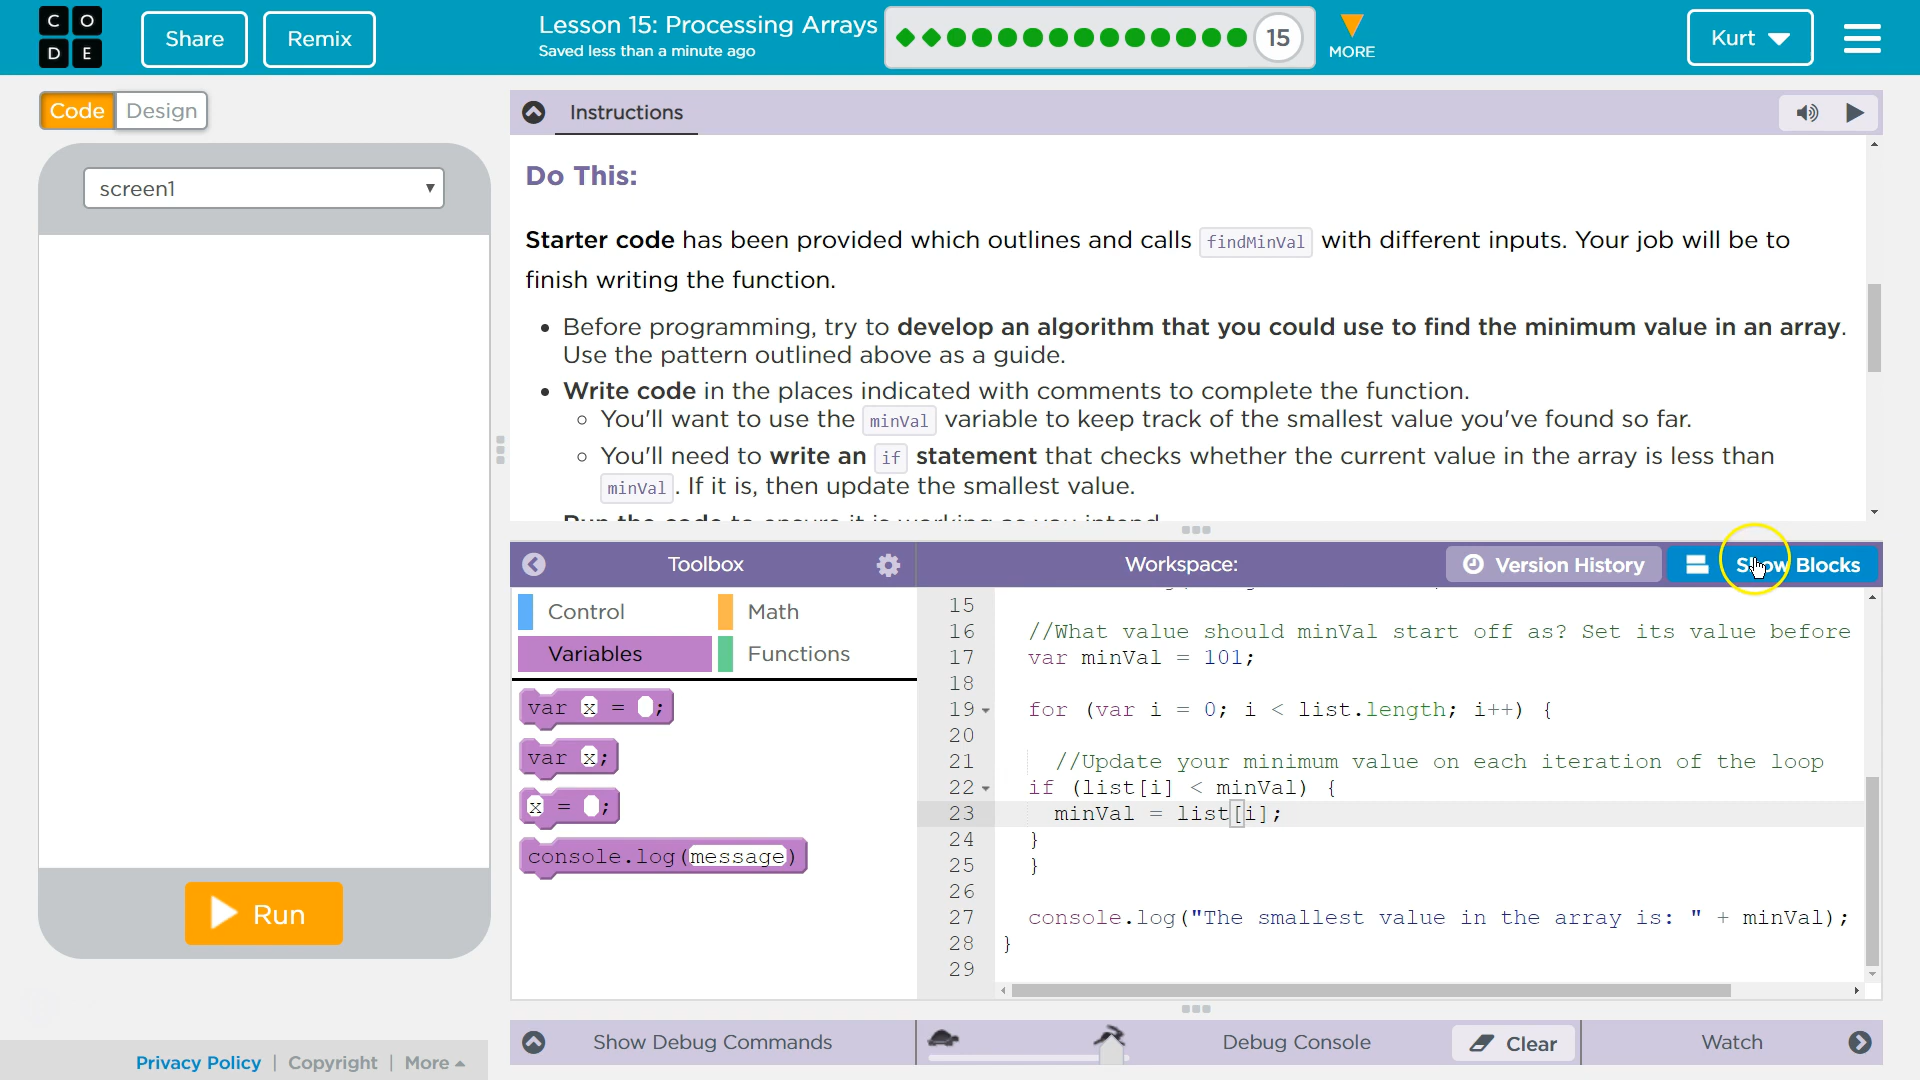 C O
D E
Share
Remix
Lesson 15: Processing Arrays
Saved less than a minute ago
15
MORE
Kurt
Code
Design
Instructions
screen1
Do This:
Starter code has been provided which outlines and calls findMinVal with different inputs. Your job will be to
finish writing the function.
• Before programming, try to develop an algorithm that you could use to find the minimum value in an array.
Use the pattern outlined above as a guide.
• Write code in the places indicated with comments to complete the function.
○ You'll want to use the minVal variable to keep track of the smallest value you've found so far.
○ You'll need to write an if statement that checks whether the current value in the array is less than
minVal. If it is, then update the smallest value.
Run the code to ensure it is working as you intend
Toolbox
Workspace:
Version History
Show Blocks
Control
Math
Variables
Functions
var x = ;
var x;
x = ;
console.log(message)
15
16 //What value should minVal start off as? Set its value before
17 var minVal = 101;
18
19 for (var i = 0; i < list.length; i++) {
20
21 //Update your minimum value on each iteration of the loop
22 if (list[i] < minVal) {
23 minVal = list[i];
24 }
25 }
26
27 console.log("The smallest value in the array is: " + minVal);
28 }
29
Run
Show Debug Commands
Debug Console
Clear
Watch
Privacy Policy | Copyright | More